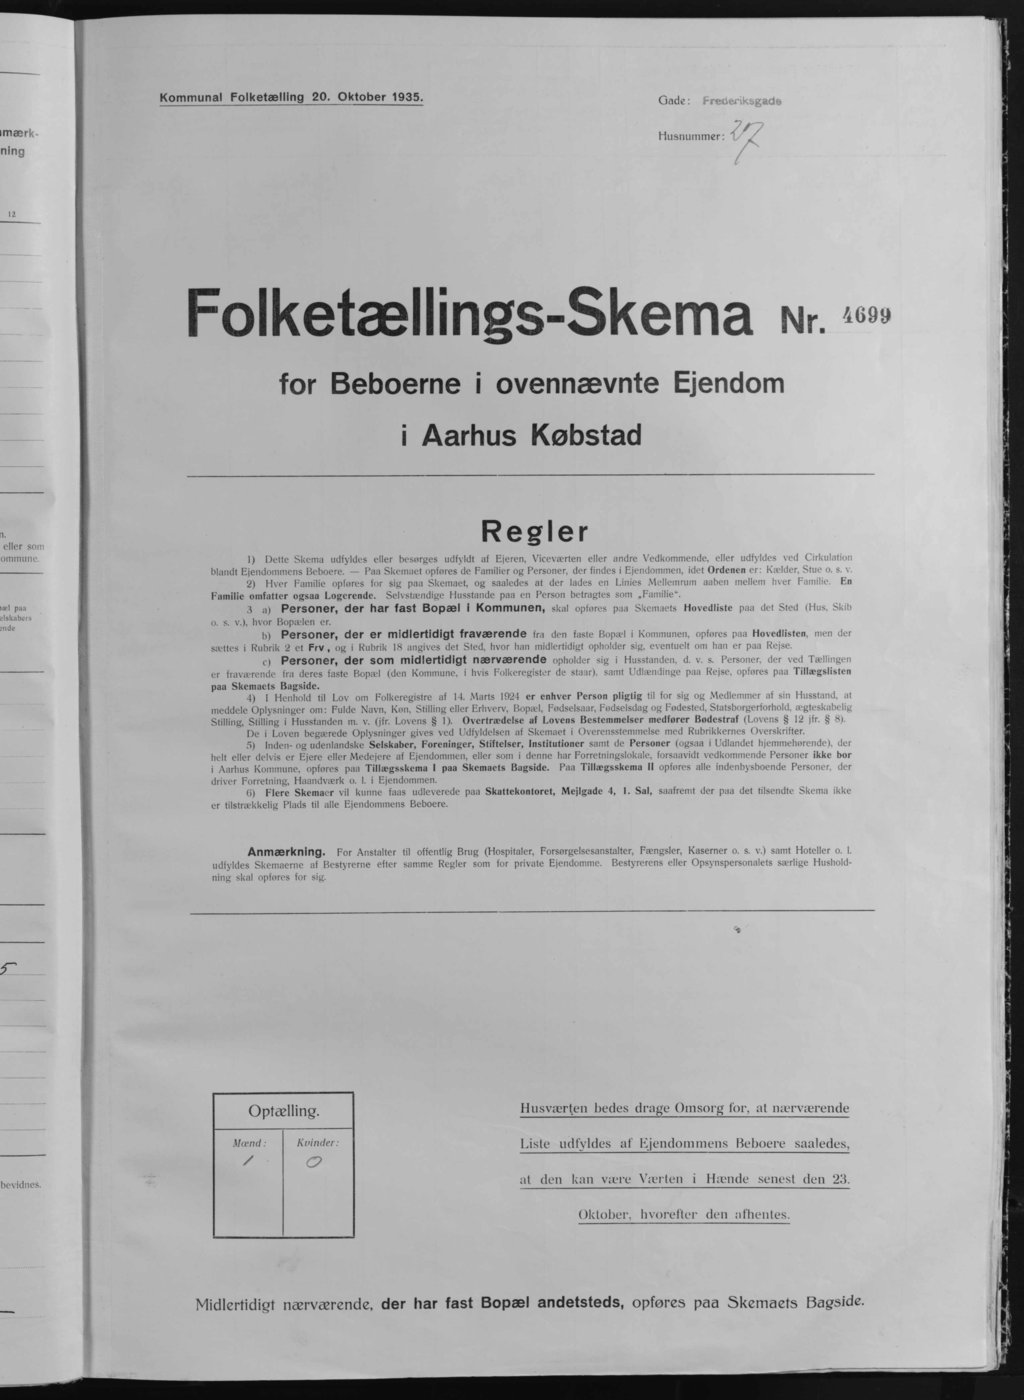 Kommunal Folketælling 20. Oktober 1935.
Gade: Frederiksgade
Husnummer: 27
Folketællings-Skema Nr. 4699
for Beboerne i ovennævnte Ejendom
i Aarhus Købstad
Regler
1) Dette Skema udfyldes eller besørges udfyldt af Ejeren, Viceværten eller andre Vedkommende, eller udfyldes ved Cirkulation
blandt Ejendommens Beboere. — Paa Skemaet opføres de Familier og Personer, der findes i Ejendommen, idet Ordenen er: Kælder, Stue o. s. v.
2) Hver Familie opføres for sig paa Skemaet, og saaledes at der lades en Linies Mellemrum aaben mellem hver Familie. En
Familie omfatter ogsaa Logerende. Selvstændige Husstande paa en Person betragtes som „Familie“.
3 a) Personer, der har fast Bopæl i Kommunen, skal opføres paa Skemaets Hovedliste paa det Sted (Hus, Skib
o. s. v.), hvor Bopælen er.
b) Personer, der er midlertidigt fraværende fra den faste Bopæl i Kommunen, opføres paa Hovedlisten, men der
sættes i Rubrik 2 et Frv, og i Rubrik 18 angives det Sted, hvor han midlertidigt opholder sig, eventuelt om han er paa Rejse.
c) Personer, der som midlertidigt nærværende opholder sig i Husstanden, d. v. s. Personer, der ved Tællingen
er fraværende fra deres faste Bopæl (den Kommune, i hvis Folkeregister de staar), samt Udlændinge paa Rejse, opføres paa Tillægslisten
paa Skemaets Bagside.
4) I Henhold til Lov om Folkeregistre af 14. Marts 1924 er enhver Person pligtig til for sig og Medlemmer af sin Husstand, at
meddele Oplysninger om: Fulde Navn, Køn, Stilling eller Erhverv, Bopæl, Fødselsaar, Fødselsdag og Fødested, Statsborgerforhold, ægteskabelig
Stilling, Stilling i Husstanden m. v. (jfr. Lovens § 1). Overtrædelse af Lovens Bestemmelser medfører Bødestraf (Lovens § 12 jfr. § 8).
De i Loven begærede Oplysninger gives ved Udfyldelsen af Skemaet i Overensstemmelse med Rubrikkernes Overskrifter.
5) Inden- og udenlandske Selskaber, Foreninger, Stiftelser, Institutioner samt de Personer (ogsaa i Udlandet hjemmehørende), der
helt eller delvis er Ejere eller Medejere af Ejendommen, eller som i denne har Forretningslokale, forsaavidt vedkommende Personer ikke bor
i Aarhus Kommune, opføres paa Tillægsskema I paa Skemaets Bagside. Paa Tillægsskema II opføres alle indenbysboende Personer, der
driver Forretning, Haandværk o. l. i Ejendommen.
6) Flere Skemaer vil kunne faas udleverede paa Skattekontoret, Mejlgade 4, 1. Sal, saafremt der paa det tilsendte Skema ikke
er tilstrækkelig Plads til alle Ejendommens Beboere.
Anmærkning. For Anstalter til offentlig Brug (Hospitaler, Forsørgelsesanstalter, Fængsler, Kaserner o. s. v.) samt Hoteller o. l.
udfyldes Skemaerne af Bestyrerne efter samme Regler som for private Ejendomme. Bestyrerens eller Opsynspersonalets særlige Hushold-
ning skal opføres for sig.
Optælling.
Mænd: Kvinder:
1 0
Husværten bedes drage Omsorg for, at nærværende
Liste udfyldes af Ejendommens Beboere saaledes,
at den kan være Værten i Hænde senest den 23.
Oktober, hvorefter den afhentes.
Midlertidigt nærværende, der har fast Bopæl andetsteds, opføres paa Skemaets Bagside.
mærk-
ning
12
eller som
ommune.
æl paa
elskabers
ende
5
bevidnes.